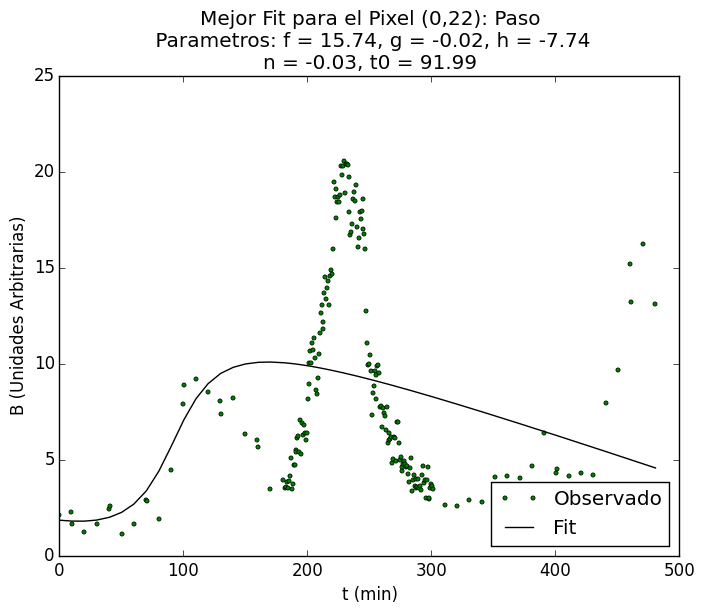 Mejor Fit para el Pixel (0,22): Paso
Parametros: f = 15.74, g = -0.02, h = -7.74
n = -0.03, t0 = 91.99
25
20
15
10
5
0
B (Unidades Arbitrarias)
Observado
Fit
0 100 200 300 400 500
t (min)